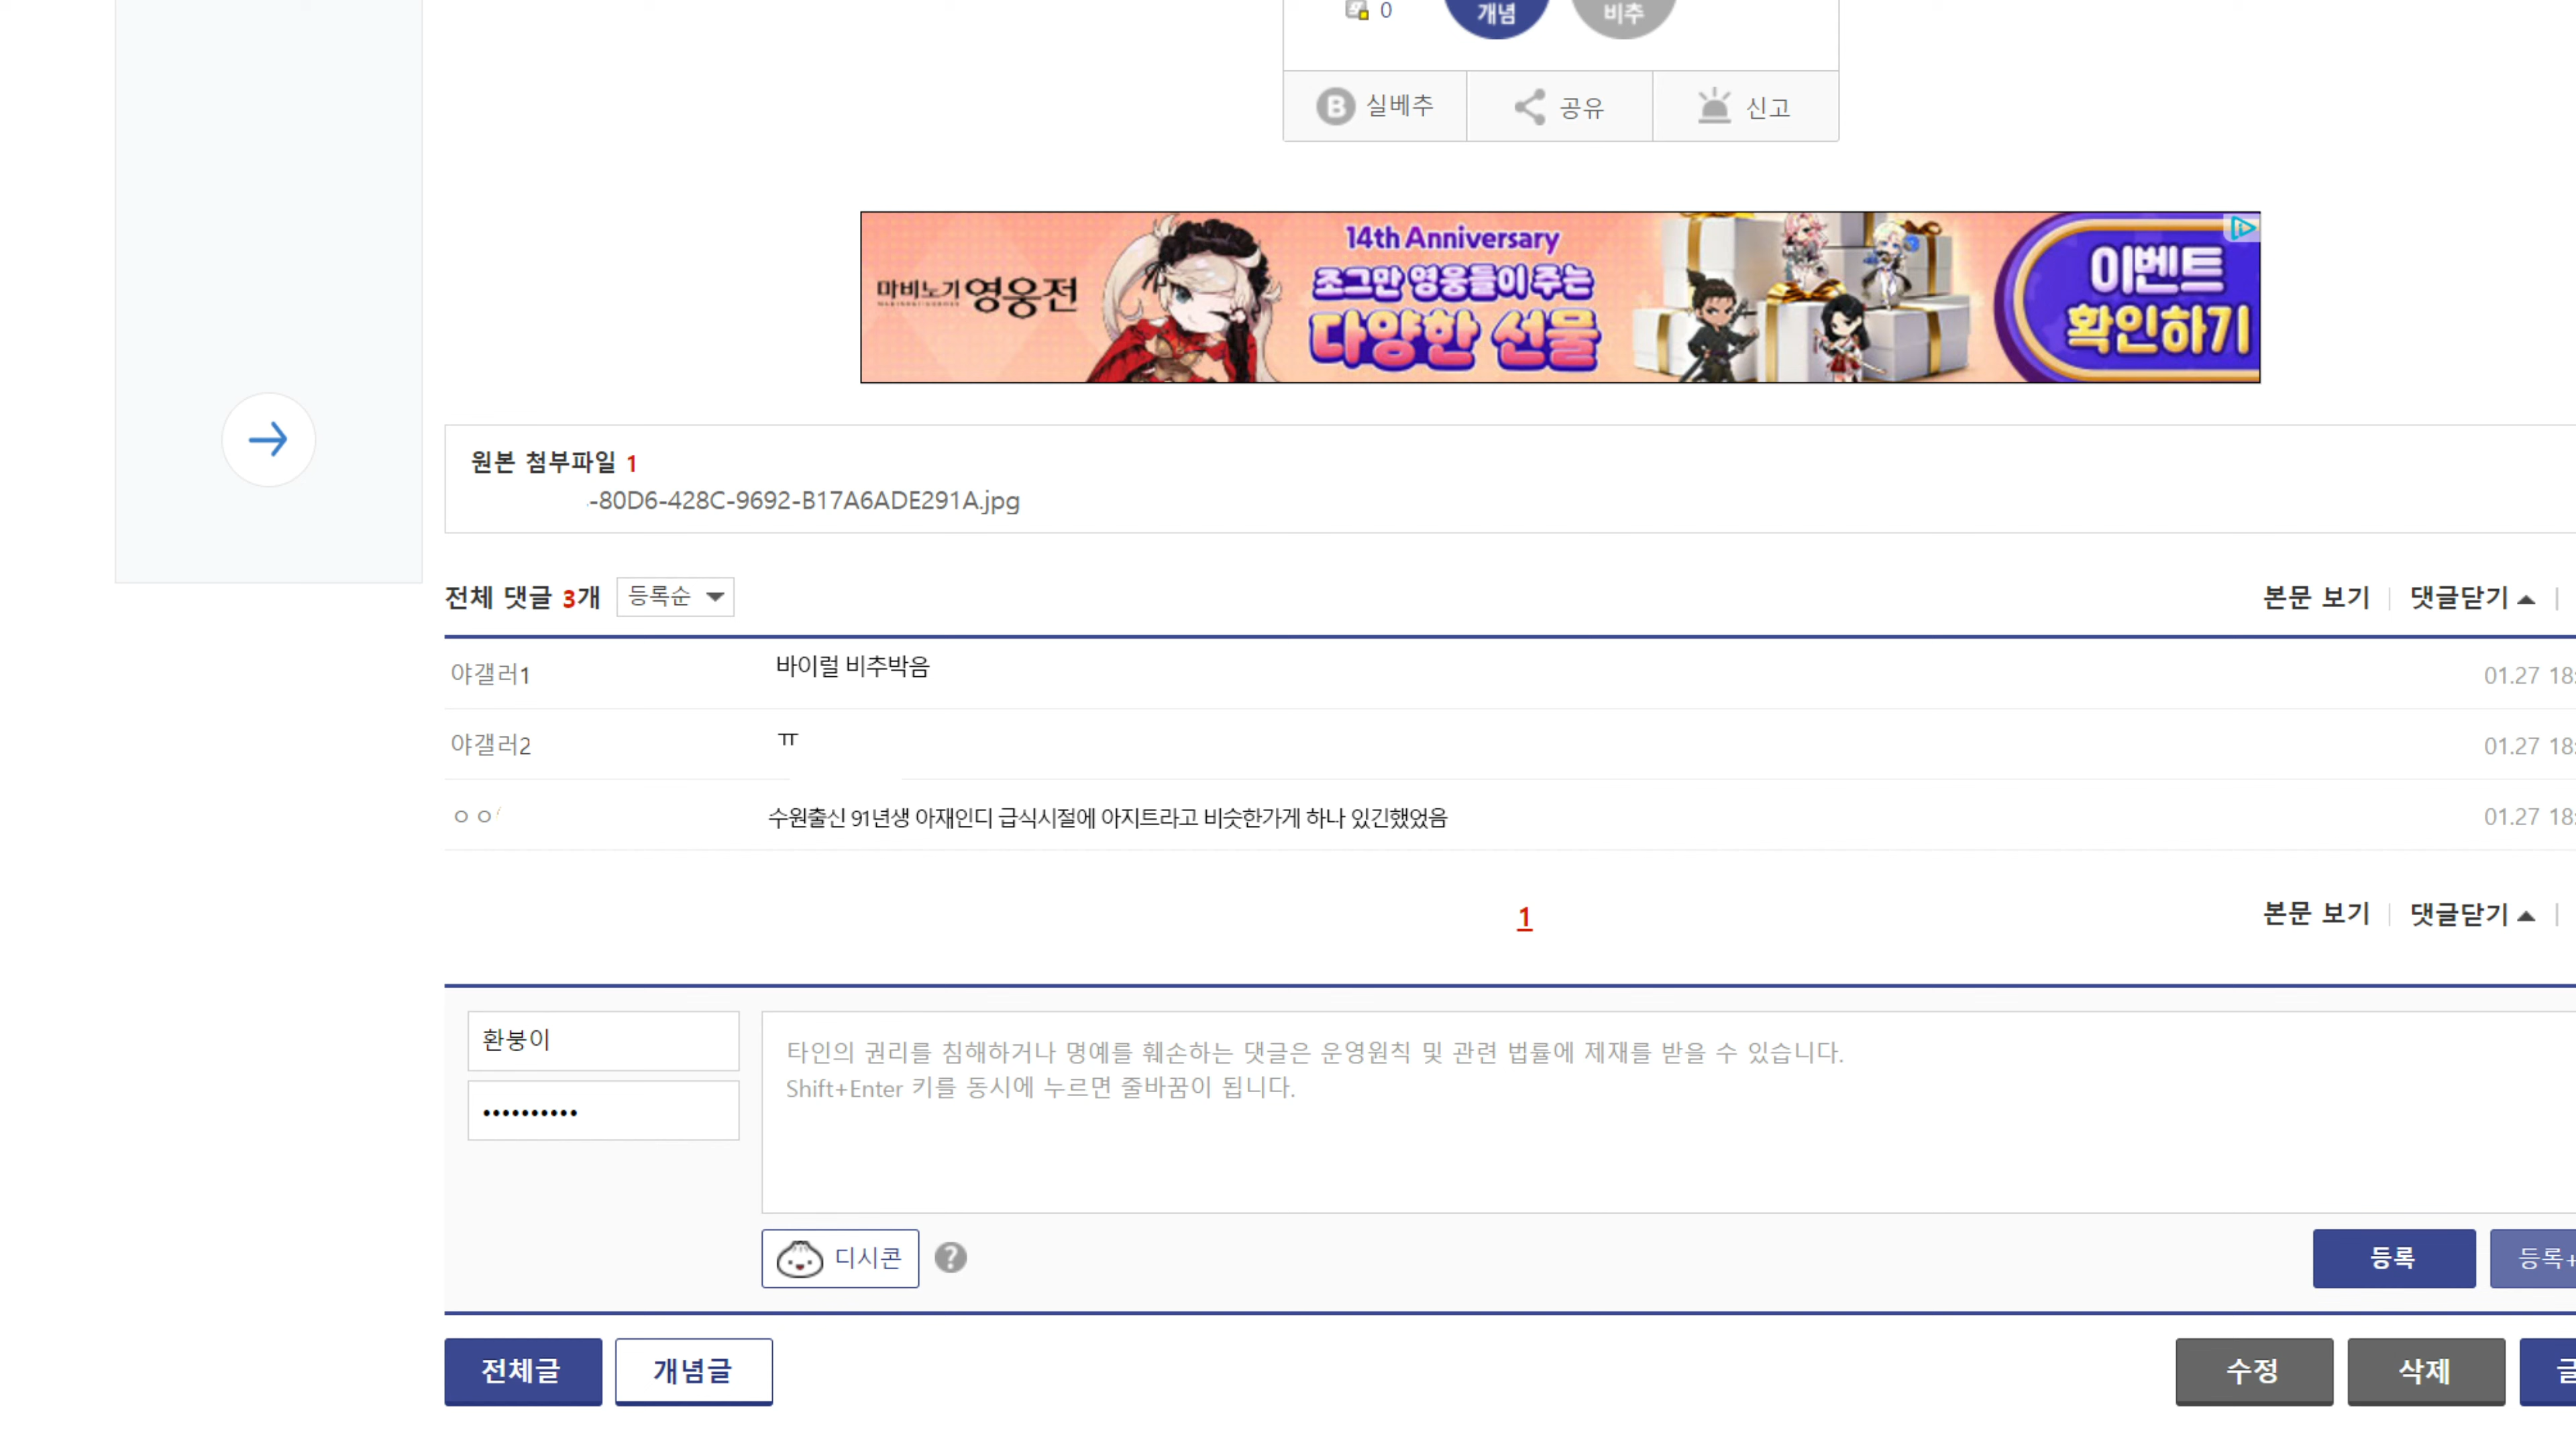 0
개념
비추
실베추
공유
신고
마비노기 영웅전
14th Anniversary
조그만 영웅들이 주는
다양한 선물
이벤트
확인하기
원본 첨부파일 1
-80D6-428C-9692-B17A6ADE291A.jpg
전체 댓글 3개 등록순
본문 보기 댓글닫기
야갤러1 바이럴 비추박음 01.27 18:
야갤러2 ㅠ 01.27 18:
ㅇㅇ 수원출신 91년생 아재인디 급식시절에 아지트라고 비슷한가게 하나 있긴했었음 01.27 18:
1
본문 보기 댓글닫기
환붕이
••••••••••
타인의 권리를 침해하거나 명예를 훼손하는 댓글은 운영원칙 및 관련 법률에 제재를 받을 수 있습니다.
Shift+Enter 키를 동시에 누르면 줄바꿈이 됩니다.
디시콘 ?
등록
등록+
전체글
개념글
수정
삭제